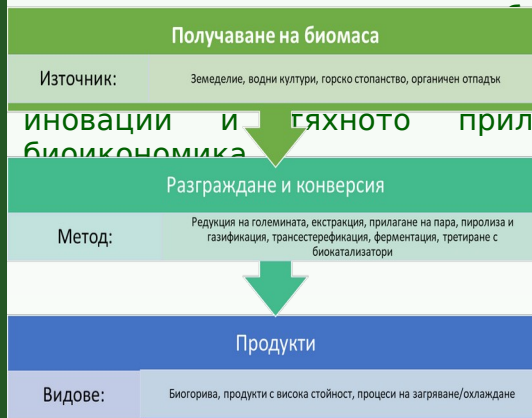 Получаване на биомаса
Източник:
Земеделие, водни култури, горско стопанство, органичен отпадък
иновации и тяхното прил
биоикономика
Разграждане и конверсия
Метод:
Редукция на големината, екстракция, прилагане на пара, пиролиза и
газификация, трансестерефикация, ферментация, третиране с
биокатализатори
Продукти
Видове:
Биогорива, продукти с висока стойност, процеси на загряване/охлаждане